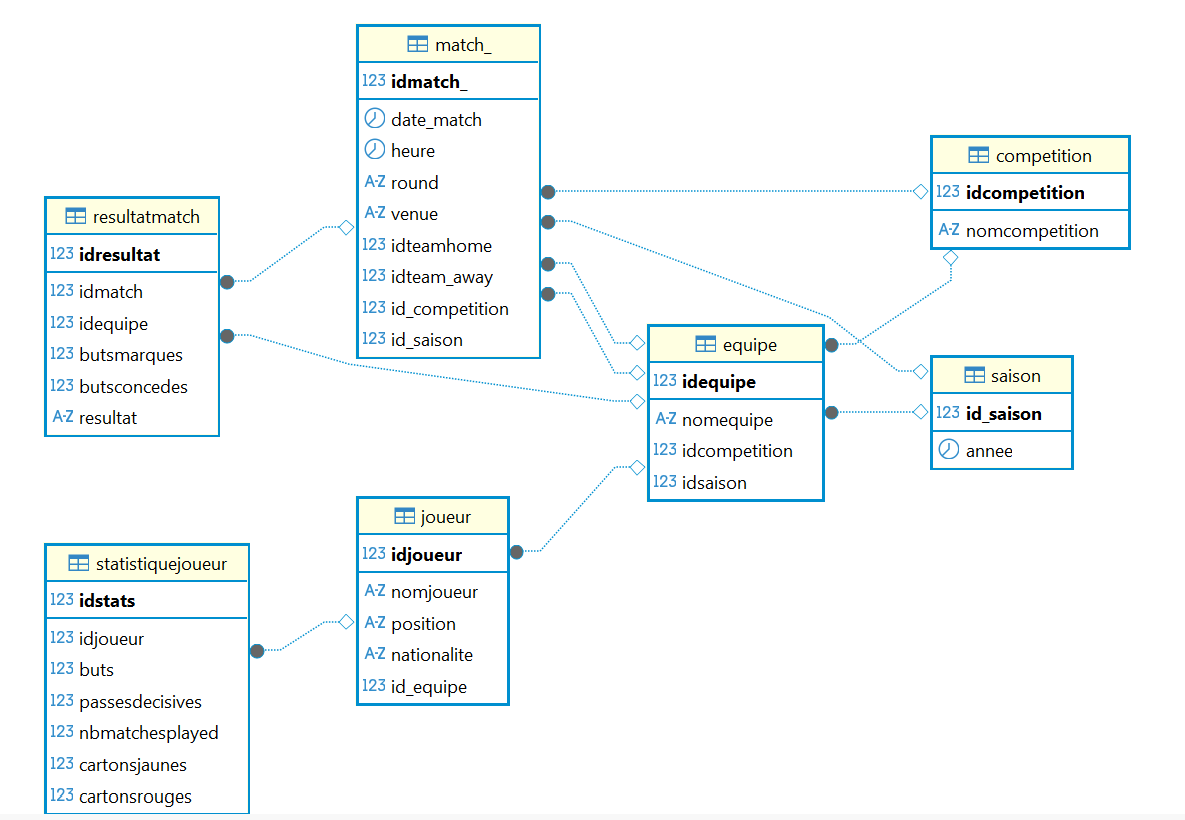 match_
123 idmatch_
date_match
heure
A-Z round
A-Z venue
123 idteamhome
123 idteam_away
123 id_competition
123 id_saison
competition
123 idcompetition
A-Z nomcompetition
resultatmatch
123 idresultat
123 idmatch
123 idequipe
123 butsmarques
123 butsconcedes
A-Z resultat
equipe
123 idequipe
A-Z nomequipe
123 idcompetition
123 idsaison
saison
123 id_saison
annee
joueur
123 idjoueur
A-Z nomjoueur
A-Z position
A-Z nationalite
123 id_equipe
statistiquejoueur
123 idstats
123 idjoueur
123 buts
123 passesdecisives
123 nbmatchesplayed
123 cartonsjaunes
123 cartonsrouges